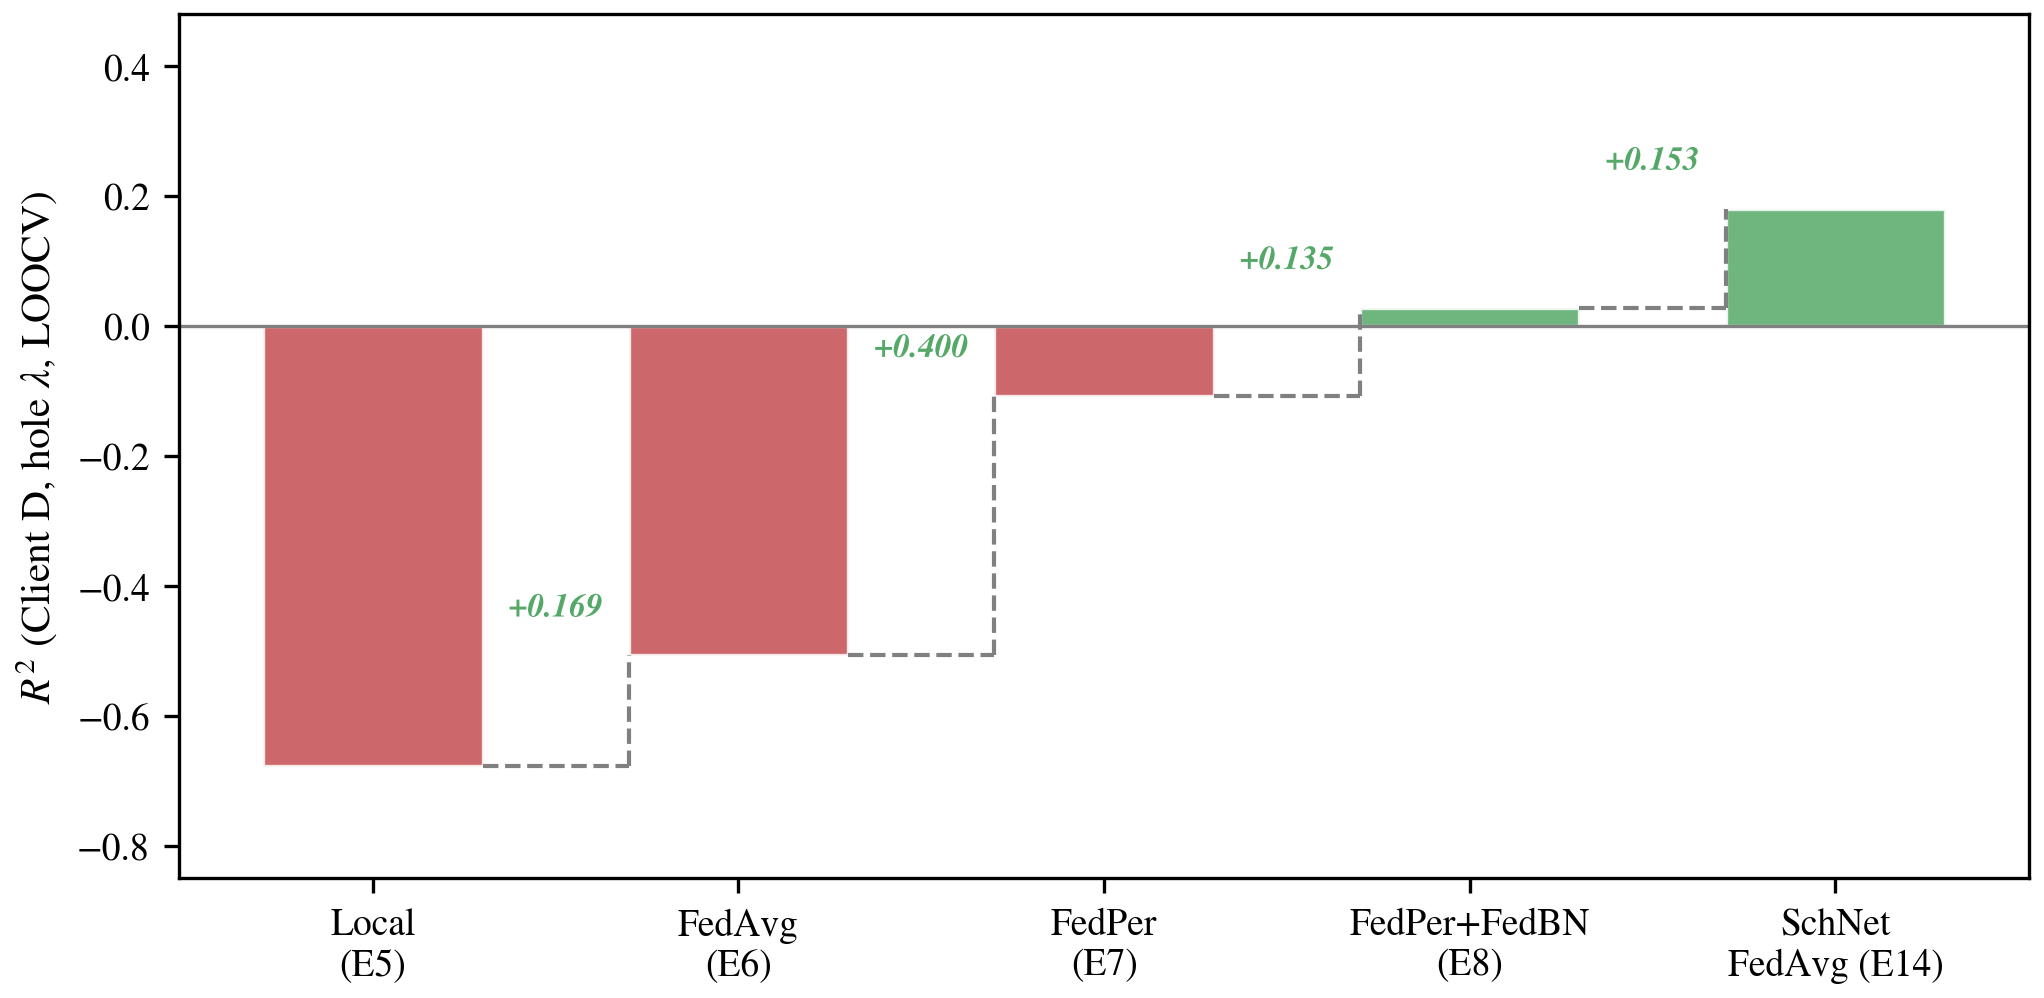 R² (Client D, hole λ, LOOCV)
0.4
0.2
0.0
−0.2
−0.4
−0.6
−0.8
+0.169
+0.400
+0.135
+0.153
Local
(E5)
FedAvg
(E6)
FedPer
(E7)
FedPer+FedBN
(E8)
SchNet
FedAvg (E14)